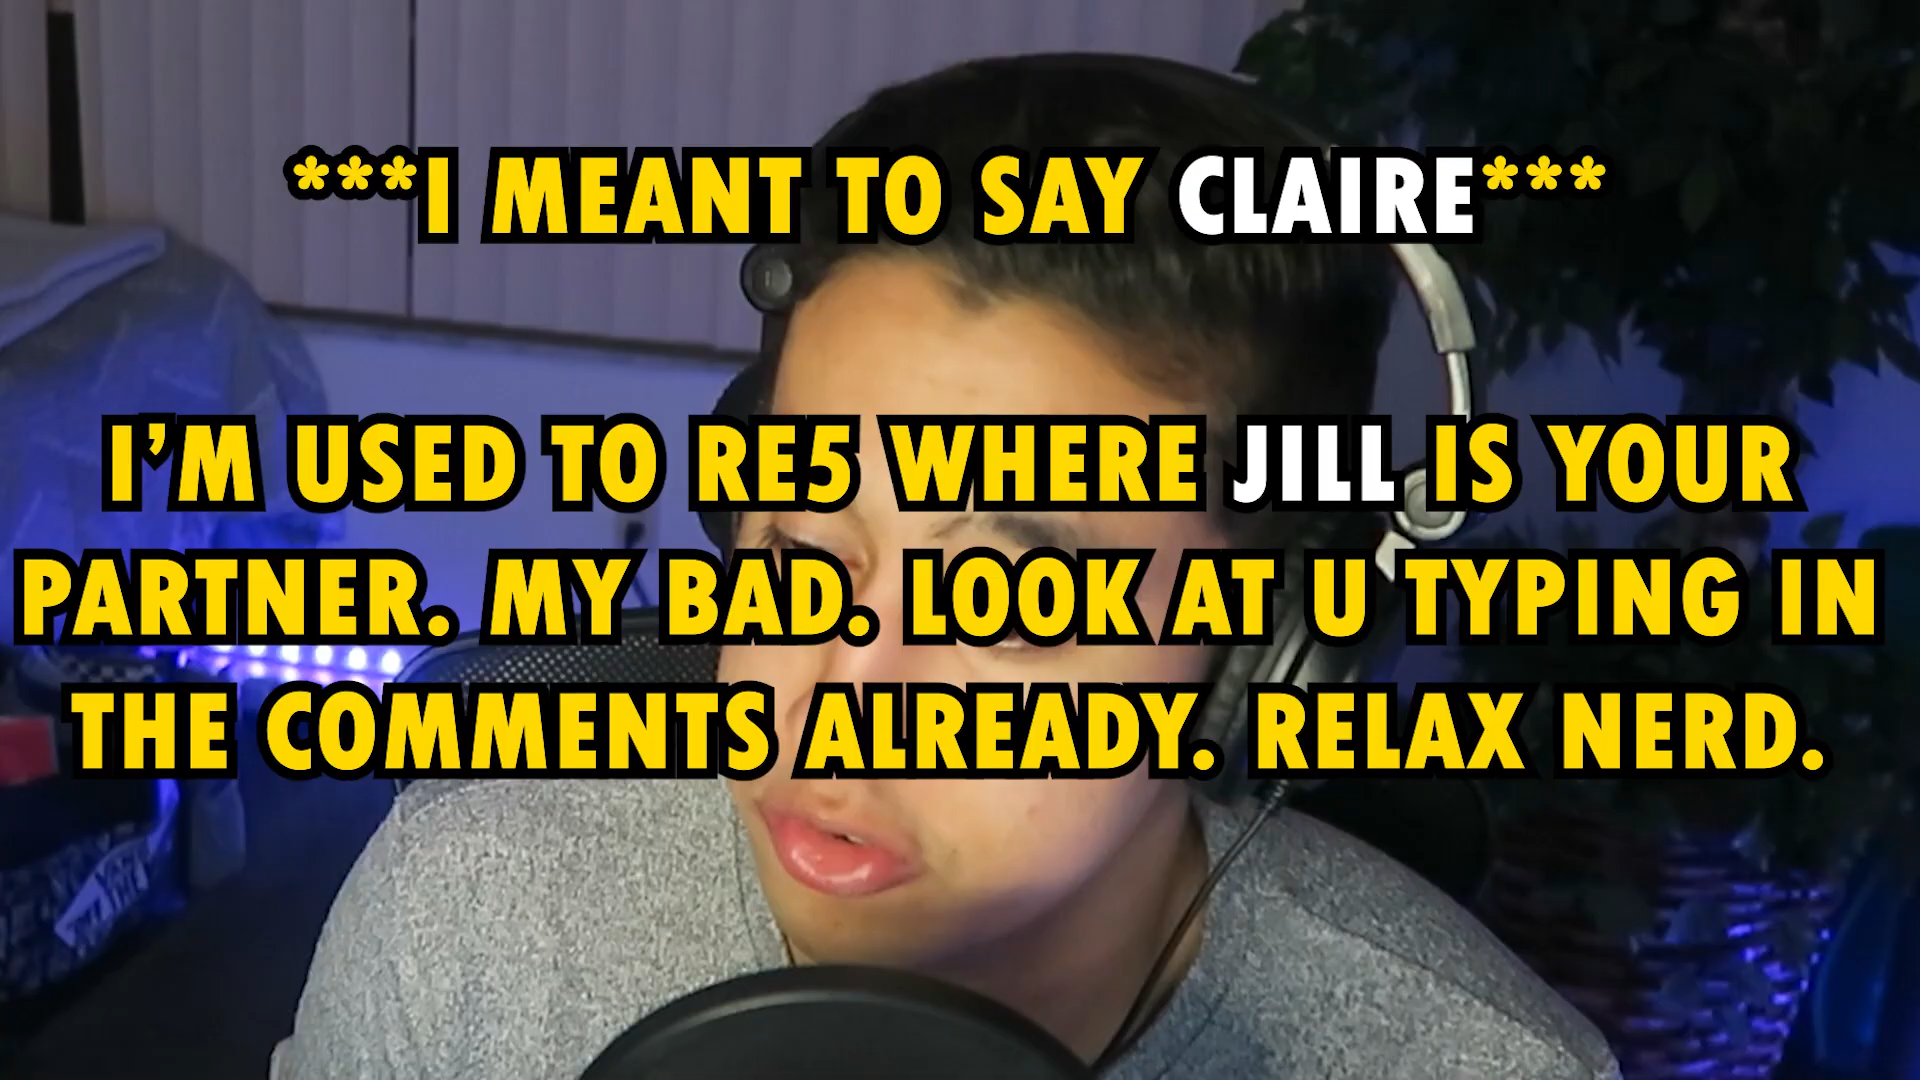 ***I MEANT TO SAY CLAIRE***
I’M USED TO RE5 WHERE JILL IS YOUR
PARTNER. MY BAD. LOOK AT U TYPING IN
THE COMMENTS ALREADY. RELAX NERD.